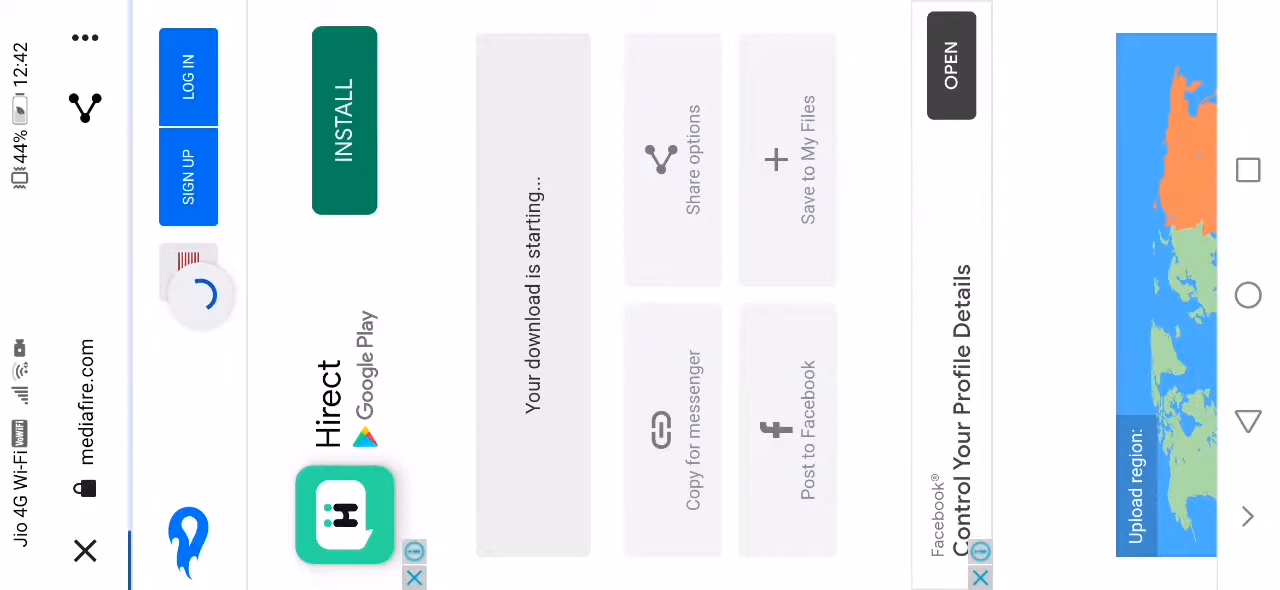 Jio 4G Wi-Fi VoWiFi 44% 12:42
mediafire.com
SIGN UP
LOG IN
Hirect
Google Play
INSTALL
Your download is starting...
Copy for messenger
Share options
Post to Facebook
Save to My Files
Facebook®
Control Your Profile Details
OPEN
Upload region: